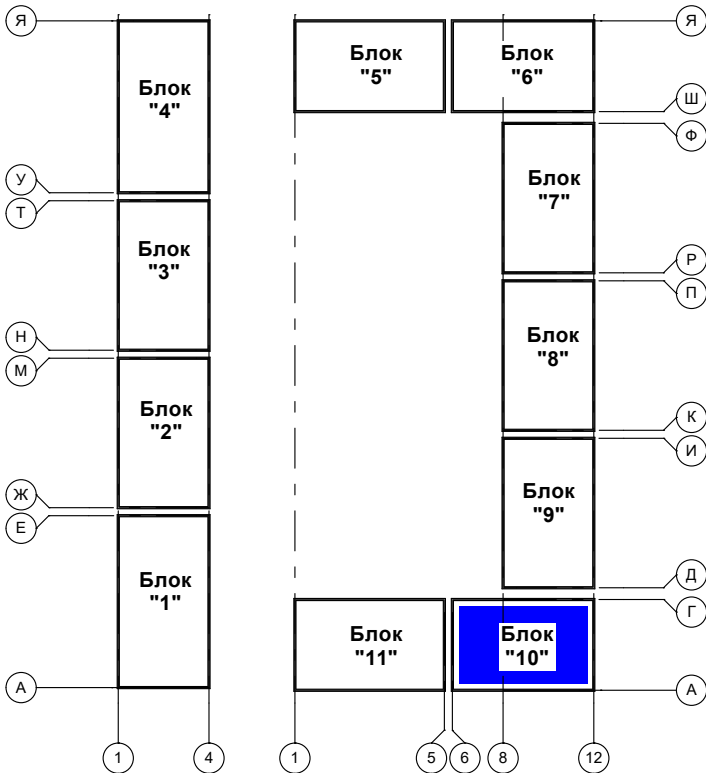 Я
Я
Блок
"4"
Блок
"5"
Блок
"6"
Ш
Ф
У
Т
Блок
"7"
Блок
"3"
Р
П
Н
М
Блок
"8"
Блок
"2"
К
И
Ж
Е
Блок
"9"
Блок
"1"
Д
Г
Блок
"11"
Блок
"10"
А
А
1
4
1
5
6
8
12